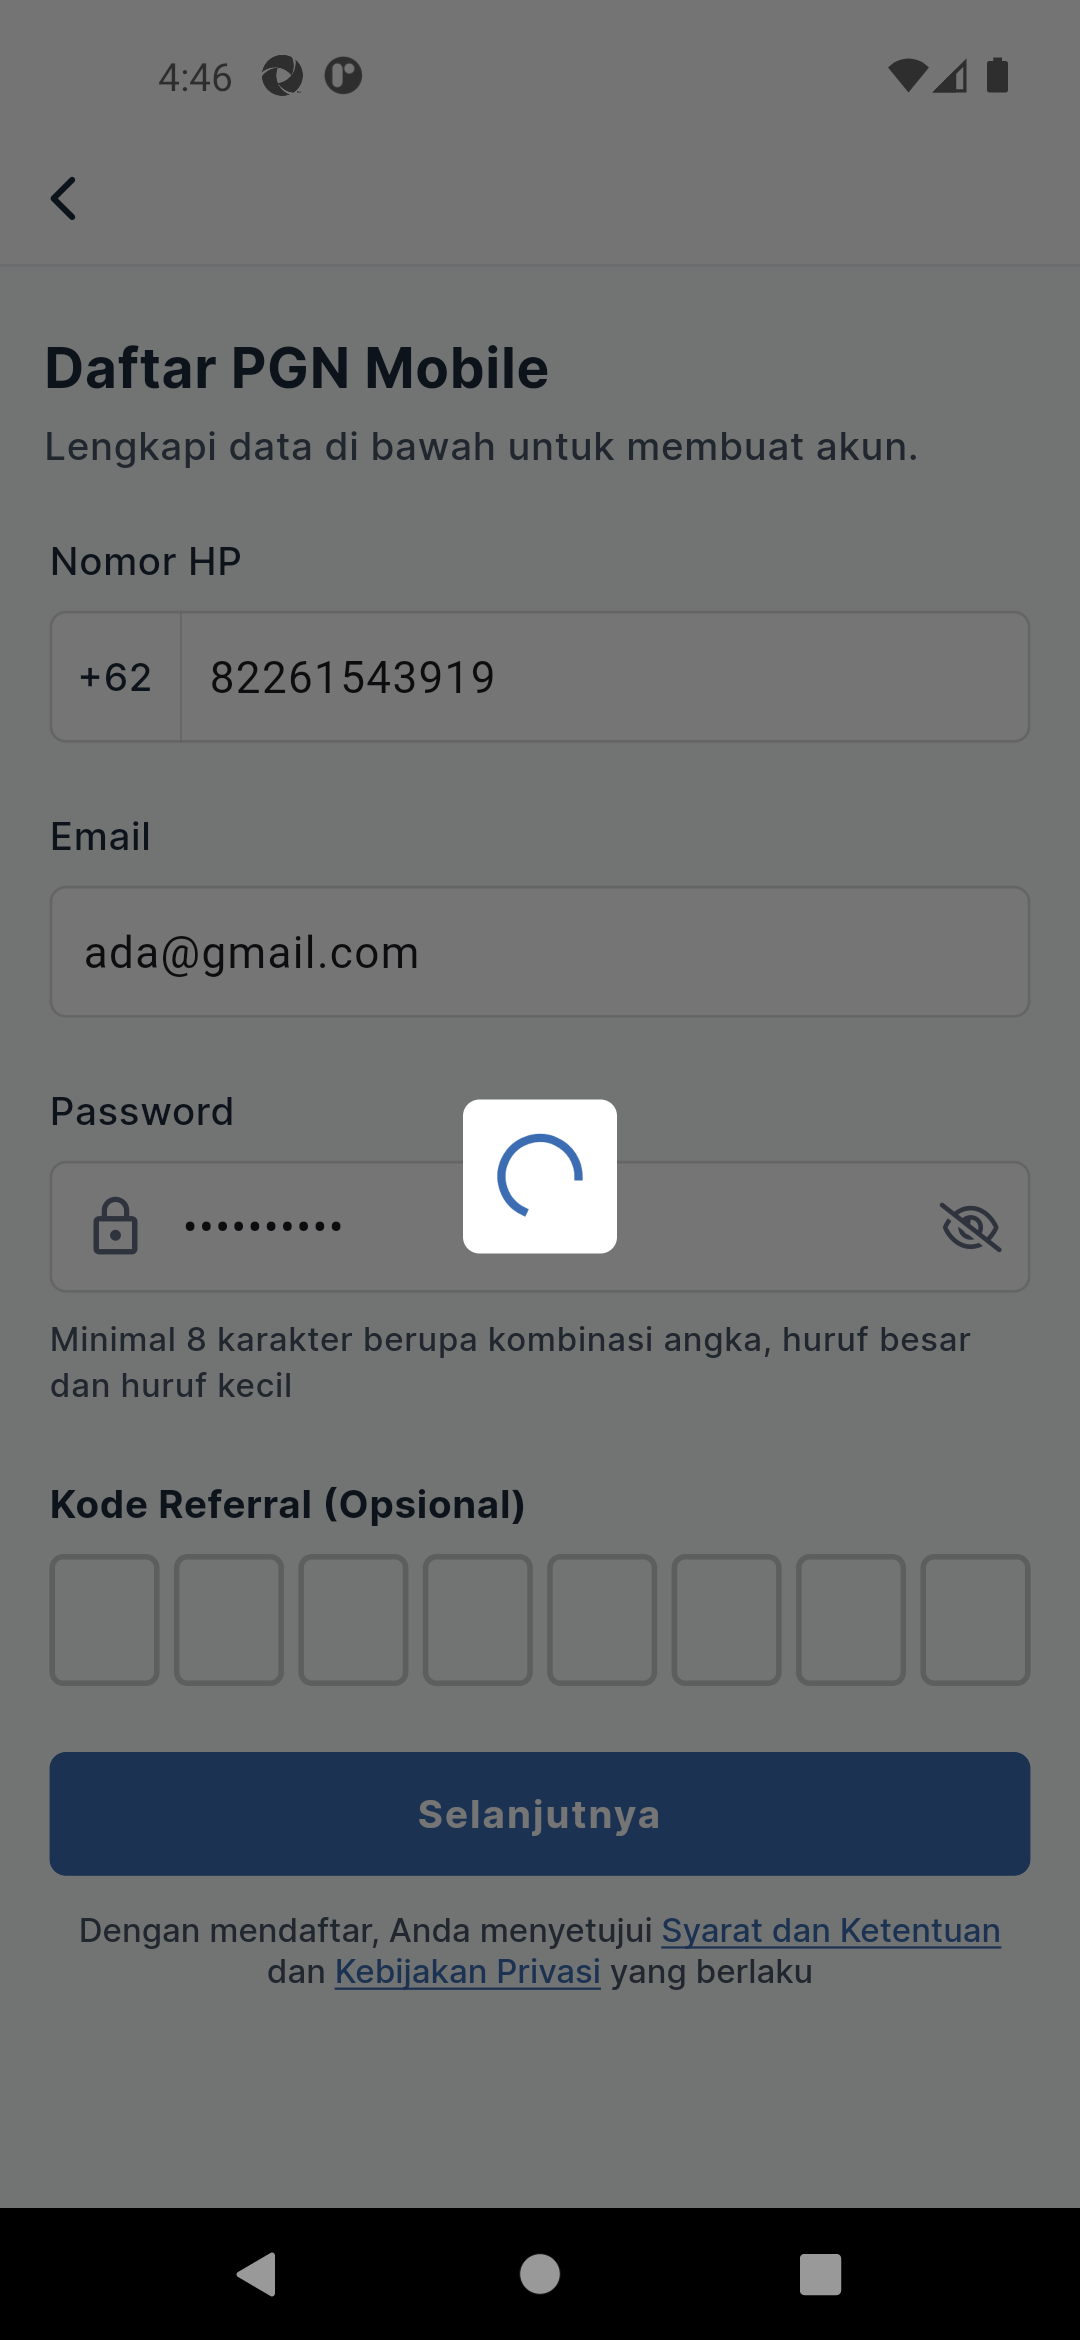 4:46
Daftar PGN Mobile
Lengkapi data di bawah untuk membuat akun.
Nomor HP
+62 82261543919
Email
ada@gmail.com
Password
••••••••••
Minimal 8 karakter berupa kombinasi angka, huruf besar
dan huruf kecil
Kode Referral (Opsional)
Selanjutnya
Dengan mendaftar, Anda menyetujui Syarat dan Ketentuan
dan Kebijakan Privasi yang berlaku